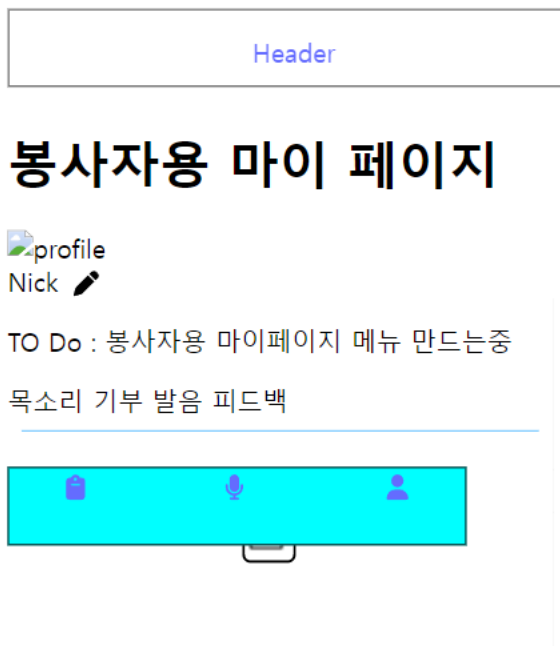 Header
봉사자용 마이 페이지
profile
Nick
TO Do : 봉사자용 마이페이지 메뉴 만드는중
목소리 기부 발음 피드백